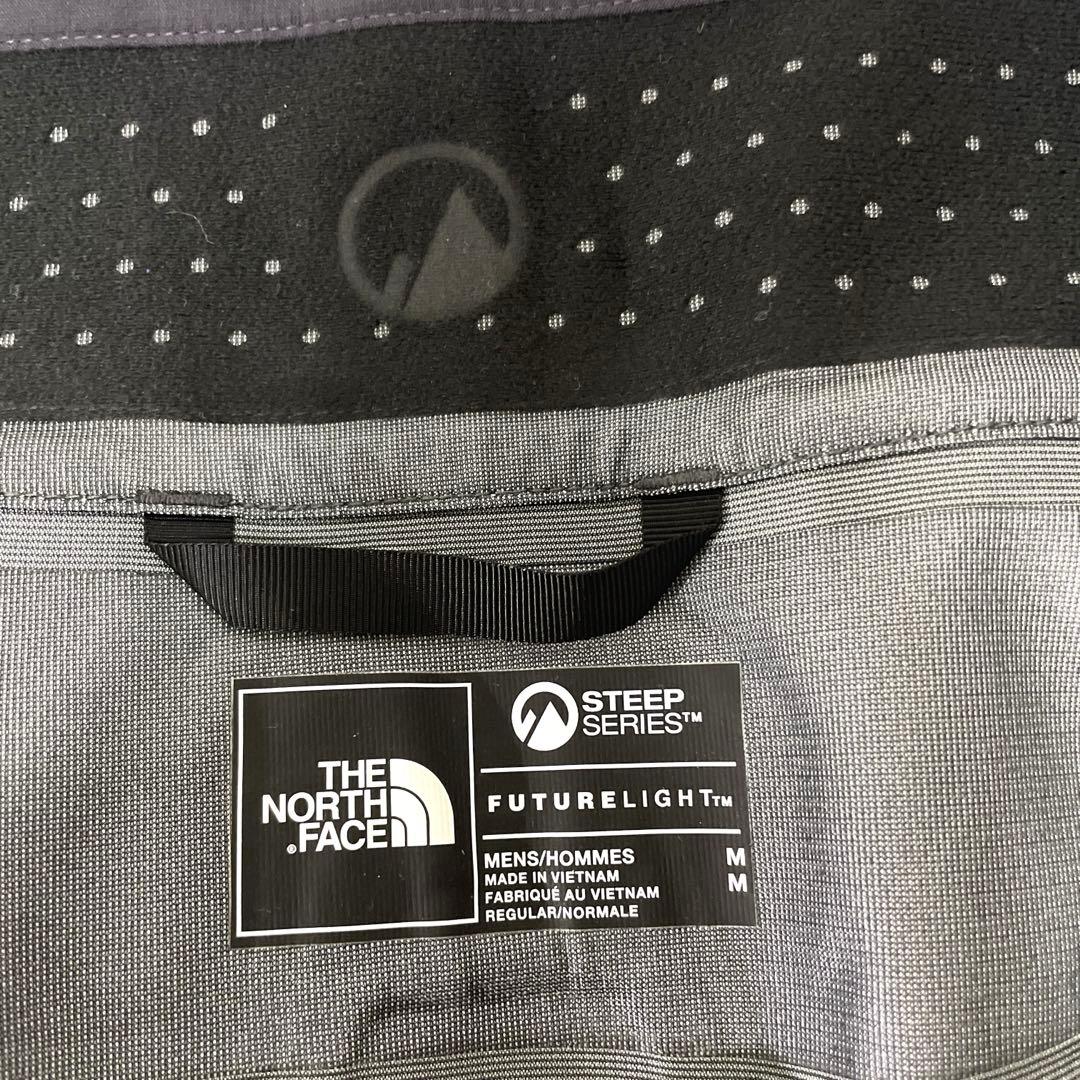 THE
NORTH
FACE®
STEEP
SERIES™
FUTURELIGHT™
MENS/HOMMES M
MADE IN VIETNAM M
FABRIQUÉ AU VIETNAM
REGULAR/NORMALE